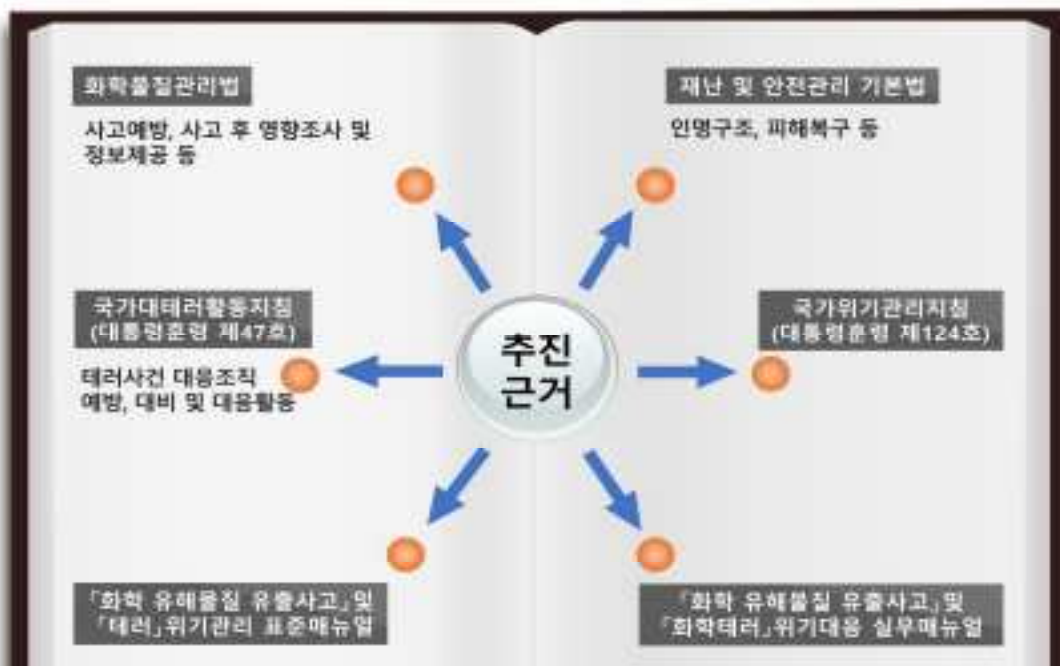 화학물질관리법
사고예방, 사고 후 영향조사 및
정보제공 등
재난 및 안전관리 기본법
인명구조, 피해복구 등
국가대테러활동지침
(대통령훈령 제47호)
테러사건 대응조직
예방, 대비 및 대응활동
추진
근거
국가위기관리지침
(대통령훈령 제124호)
「화학 유해물질 유출사고」및
「테러」위기관리 표준매뉴얼
「화학 유해물질 유출사고」및
「화학테러」위기대응 실무매뉴얼